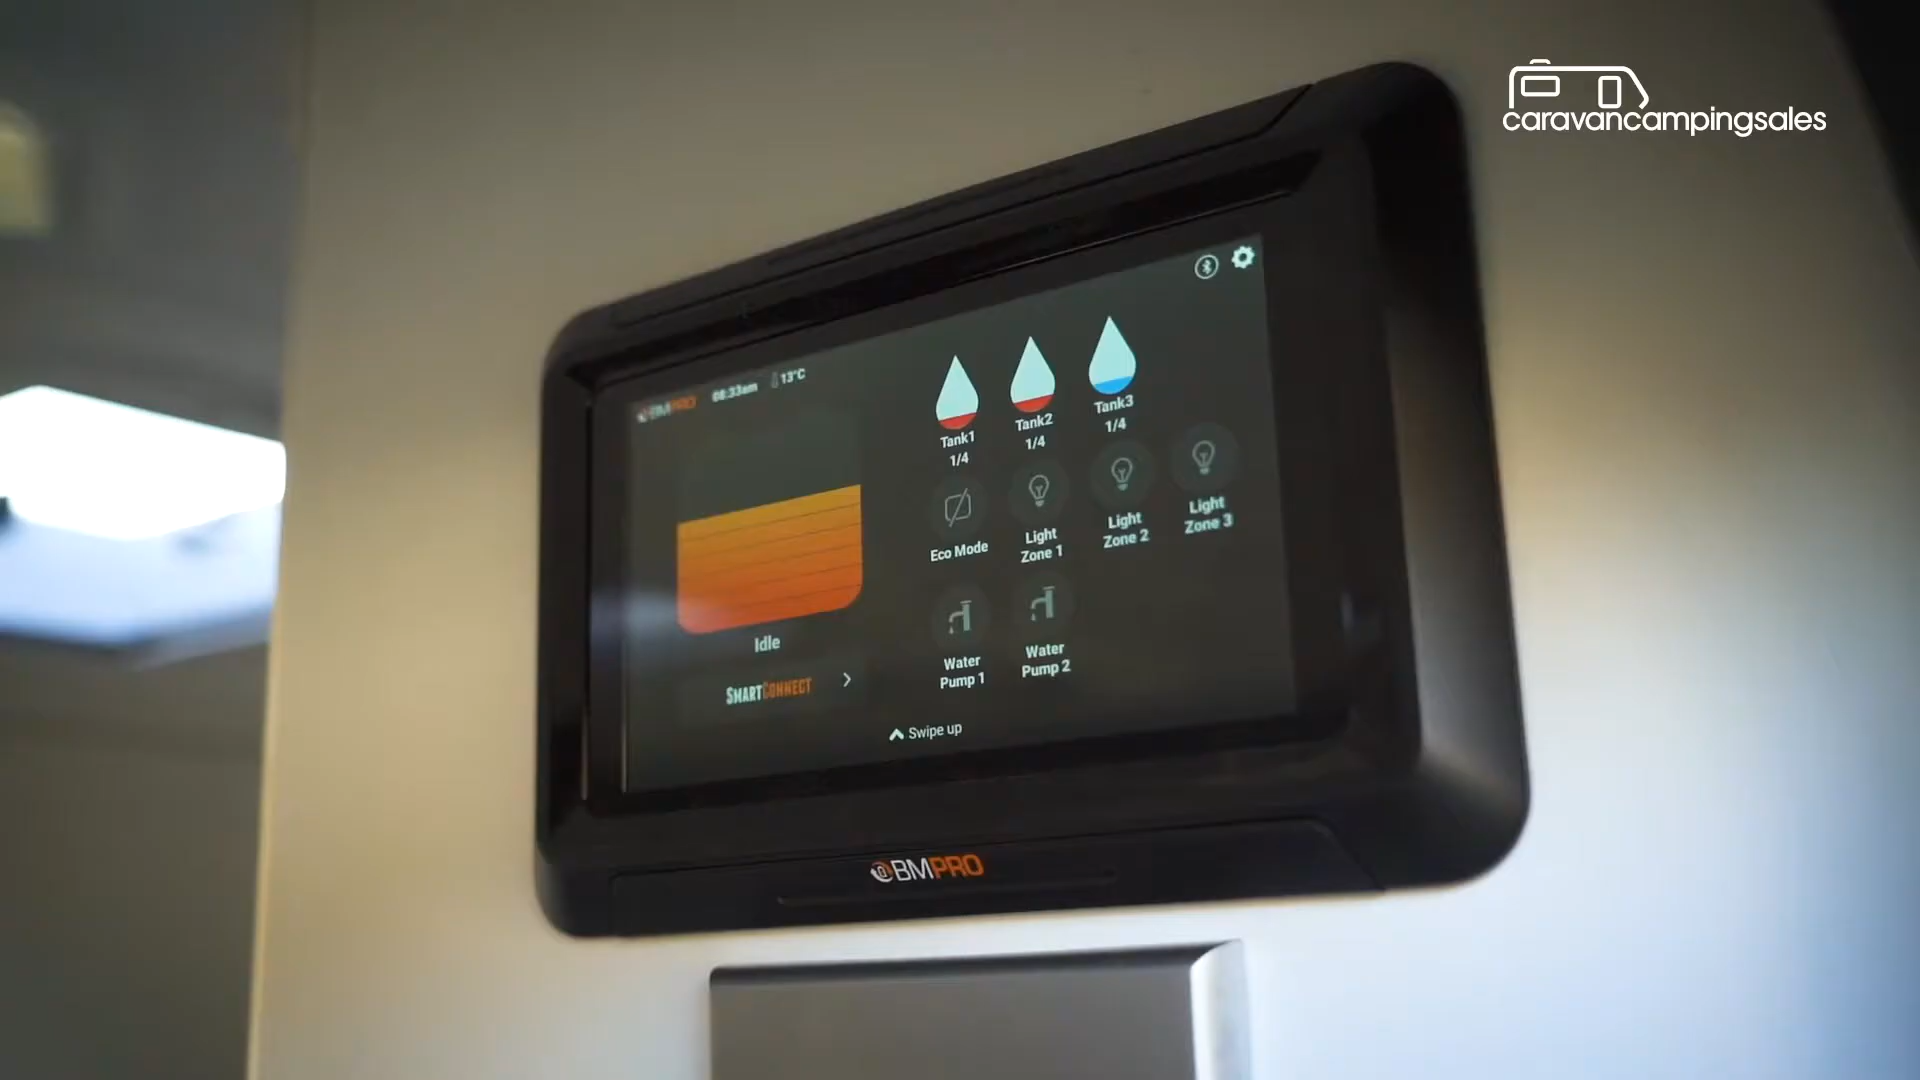 caravancampingsales
BMPRO 08:33am 13°C
Tank1
1/4
Tank2
1/4
Tank3
1/4
Eco Mode
Light
Zone 1
Light
Zone 2
Light
Zone 3
Idle
SMARTCONNECT
Water
Pump 1
Water
Pump 2
Swipe up
BMPRO